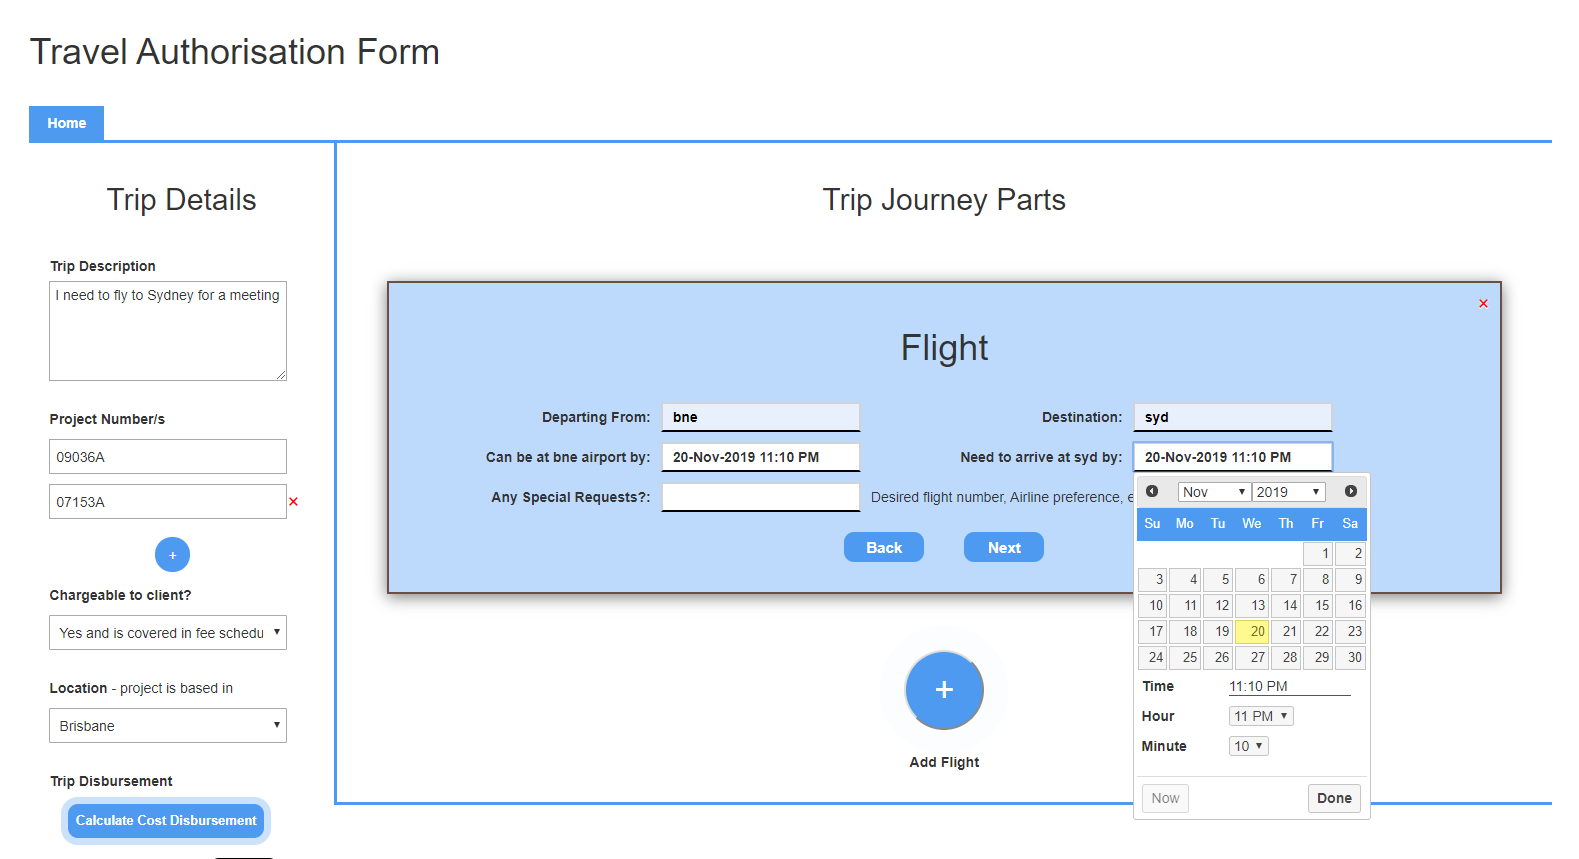 Travel Authorisation Form
Home
Trip Details
Trip Description
I need to fly to Sydney for a meeting
Project Number/s
09036A
07153A ×
+
Chargeable to client?
Yes and is covered in fee schedu
Location - project is based in
Brisbane
Trip Disbursement
Calculate Cost Disbursement
Trip Journey Parts
×
Flight
Departing From: bne Destination: syd
Can be at bne airport by: 20-Nov-2019 11:10 PM Need to arrive at syd by: 20-Nov-2019 11:10 PM
Any Special Requests?: Desired flight number, Airline preference, e
Back Next
Nov 2019
Su Mo Tu We Th Fr Sa
1 2
3 4 5 6 7 8 9
10 11 12 13 14 15 16
17 18 19 20 21 22 23
24 25 26 27 28 29 30
Time 11:10 PM
Hour 11 PM
Minute 10
Now Done
+
Add Flight